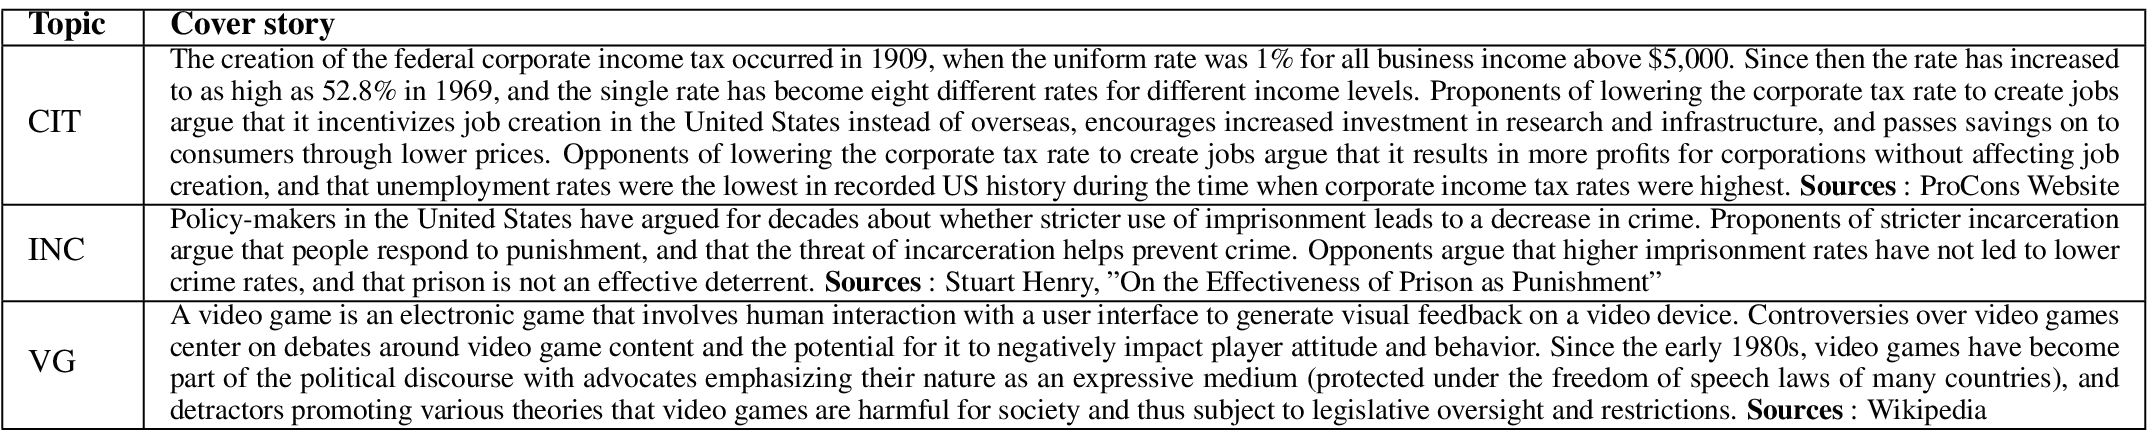 Topic Cover story
The creation of the federal corporate income tax occurred in 1909, when the uniform rate was 1% for all business income above $5,000. Since then the rate has increased
to as high as 52.8% in 1969, and the single rate has become eight different rates for different income levels. Proponents of lowering the corporate tax rate to create jobs
CIT argue that it incentivizes job creation in the United States instead of overseas, encourages increased investment in research and infrastructure, and passes savings on to
consumers through lower prices. Opponents of lowering the corporate tax rate to create jobs argue that it results in more profits for corporations without affecting job
creation, and that unemployment rates were the lowest in recorded US history during the time when corporate income tax rates were highest. Sources : ProCons Website
Policy-makers in the United States have argued for decades about whether stricter use of imprisonment leads to a decrease in crime. Proponents of stricter incarceration
INC argue that people respond to punishment, and that the threat of incarceration helps prevent crime. Opponents argue that higher imprisonment rates have not led to lower
crime rates, and that prison is not an effective deterrent. Sources : Stuart Henry, ”On the Effectiveness of Prison as Punishment”
A video game is an electronic game that involves human interaction with a user interface to generate visual feedback on a video device. Controversies over video games
center on debates around video game content and the potential for it to negatively impact player attitude and behavior. Since the early 1980s, video games have become
VG part of the political discourse with advocates emphasizing their nature as an expressive medium (protected under the freedom of speech laws of many countries), and
detractors promoting various theories that video games are harmful for society and thus subject to legislative oversight and restrictions. Sources : Wikipedia